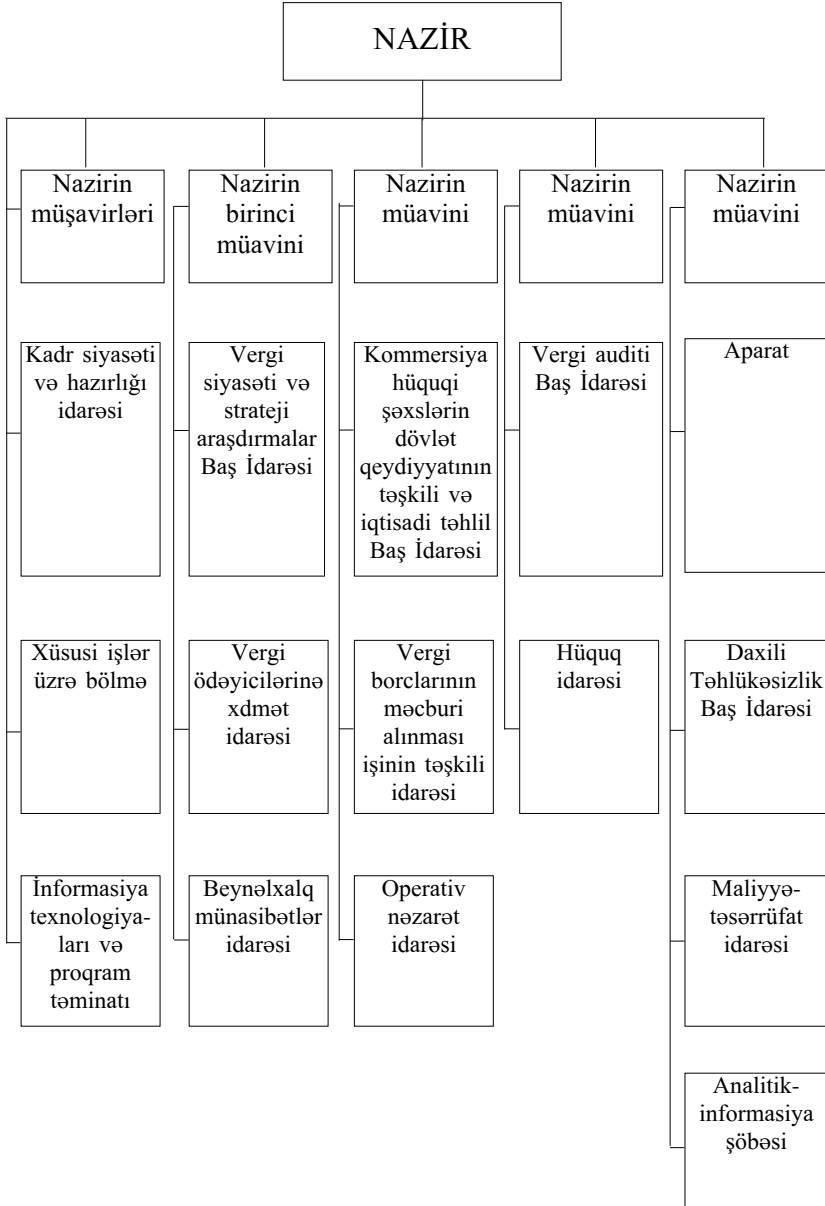 NAZİR
Nazirin
müşavirləri
Nazirin
birinci
müavini
Nazirin
müavini
Nazirin
müavini
Nazirin
müavini
Kadr siyasəti
və hazırlığı
idarəsi
Vergi
siyasəti və
strateji
araşdırmalar
Baş İdarəsi
Kommersiya
hüquqi
şəxslərin
dövlət
qeydiyyatının
təşkili və
iqtisadi təhlil
Baş İdarəsi
Vergi auditi
Baş İdarəsi
Aparat
Xüsusi işlər
üzrə bölmə
Vergi
ödəyicilərinə
xdmət
idarəsi
Vergi
borclarının
məcburi
alınması
işinin təşkili
idarəsi
Hüquq
idarəsi
Daxili
Təhlükəsizlik
Baş İdarəsi
İnformasiya
texnologiya-
ları və
proqram
təminatı
Beynəlxalq
münasibətlər
idarəsi
Operativ
nəzarət
idarəsi
Maliyyə-
təsərrüfat
idarəsi
Analitik-
informasiya
şöbəsi